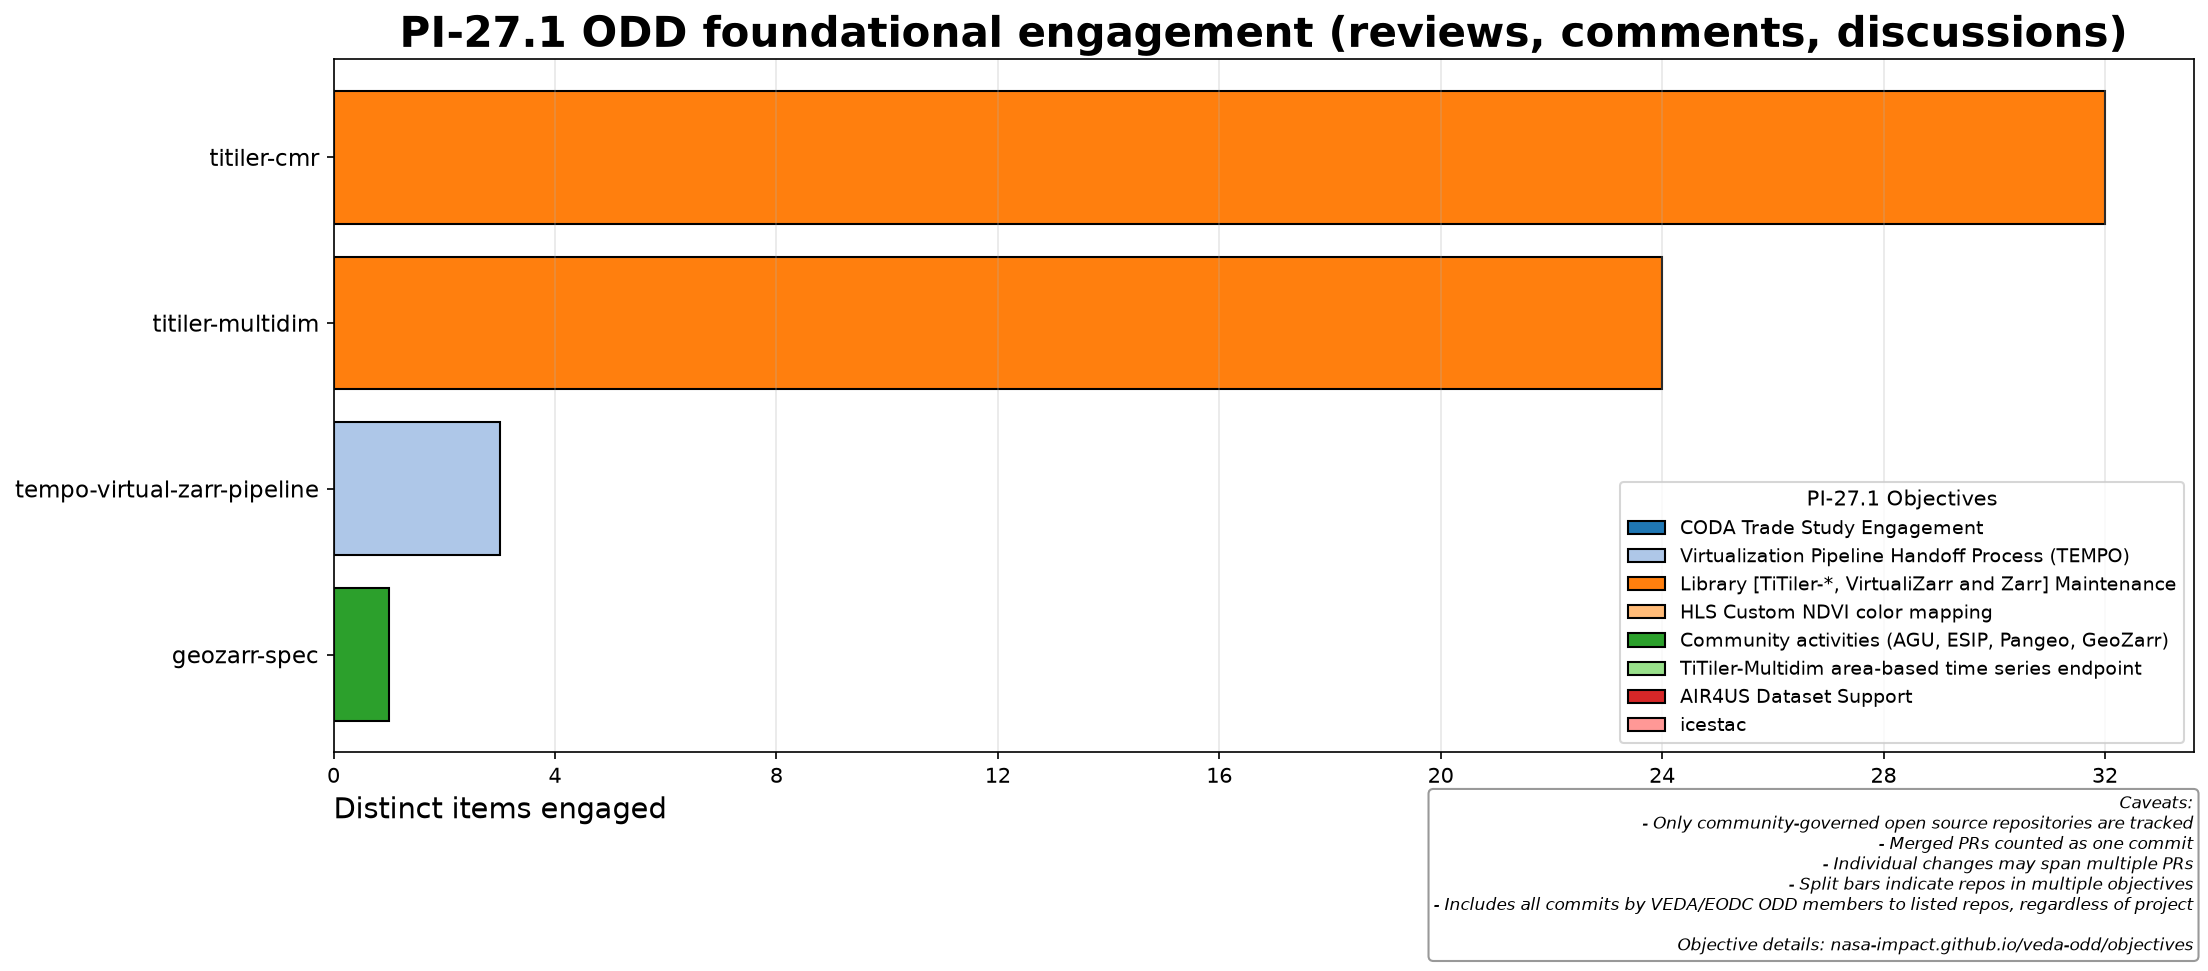 PI-27.1 ODD foundational engagement (reviews, comments, discussions)
titiler-cmr
titiler-multidim
tempo-virtual-zarr-pipeline
geozarr-spec
PI-27.1 Objectives
CODA Trade Study Engagement
Virtualization Pipeline Handoff Process (TEMPO)
Library [TiTiler-*, VirtualiZarr and Zarr] Maintenance
HLS Custom NDVI color mapping
Community activities (AGU, ESIP, Pangeo, GeoZarr)
TiTiler-Multidim area-based time series endpoint
AIR4US Dataset Support
icestac
0 4 8 12 16 20 24 28 32
Distinct items engaged
Caveats:
- Only community-governed open source repositories are tracked
- Merged PRs counted as one commit
- Individual changes may span multiple PRs
- Split bars indicate repos in multiple objectives
- Includes all commits by VEDA/EODC ODD members to listed repos, regardless of project
Objective details: nasa-impact.github.io/veda-odd/objectives